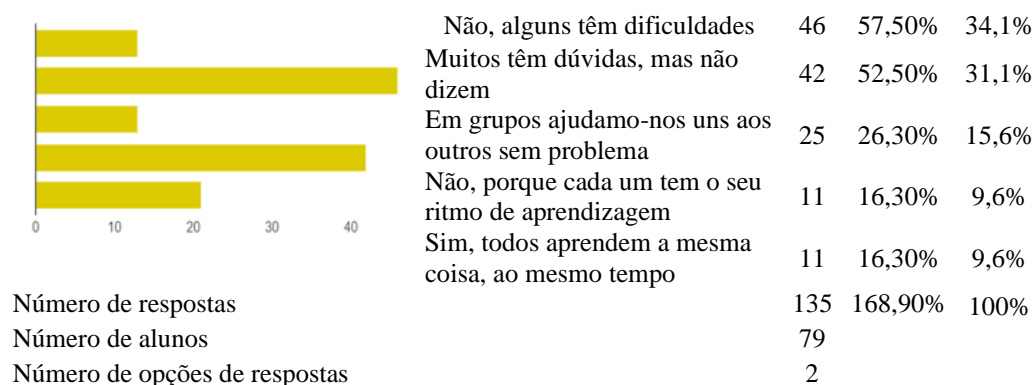 Não, alguns têm dificuldades 46 57,50% 34,1%
Muitos têm dúvidas, mas não
dizem 42 52,50% 31,1%
Em grupos ajudamo-nos uns aos
outros sem problema 25 26,30% 15,6%
Não, porque cada um tem o seu
ritmo de aprendizagem 11 16,30% 9,6%
Sim, todos aprendem a mesma
coisa, ao mesmo tempo 11 16,30% 9,6%
0 10 20 30 40
Número de respostas 135 168,90% 100%
Número de alunos 79
Número de opções de respostas 2